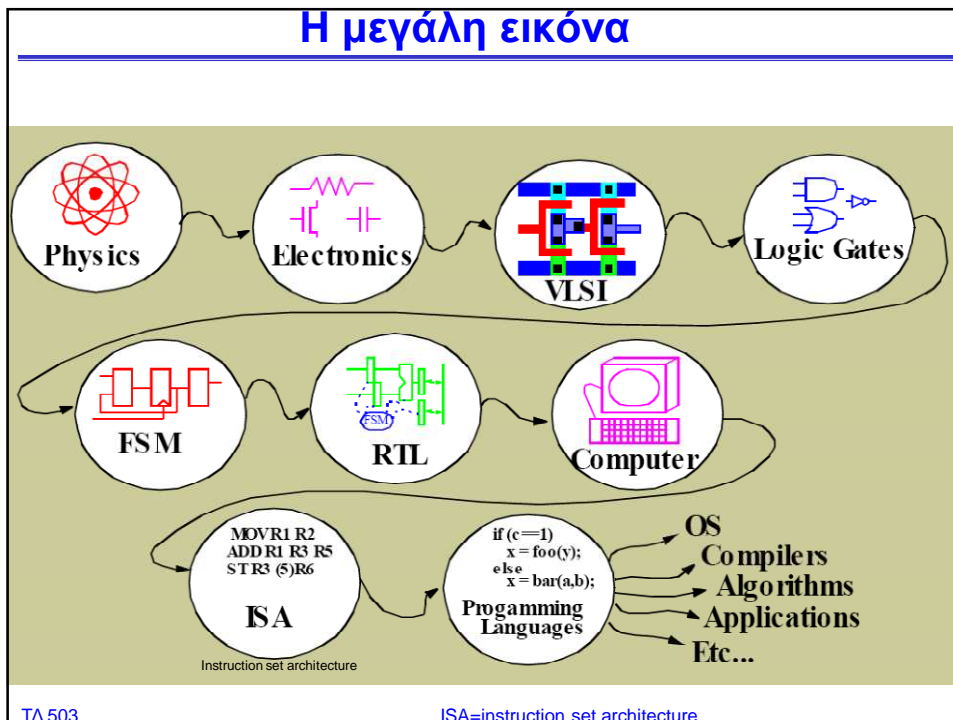 Η μεγάλη εικόνα
Physics
Electronics
VLSI
Logic Gates
FSM
FSM
RTL
Computer
MOVR1 R2
ADD R1 R3 R5
ST R3 (5)R6
ISA
Instruction set architecture
if (c==1)
x = foo(y);
else
x = bar(a,b);
Progamming
Languages
OS
Compilers
Algorithms
Applications
Etc...
ΤΔ 503
ISA=instruction set architecture